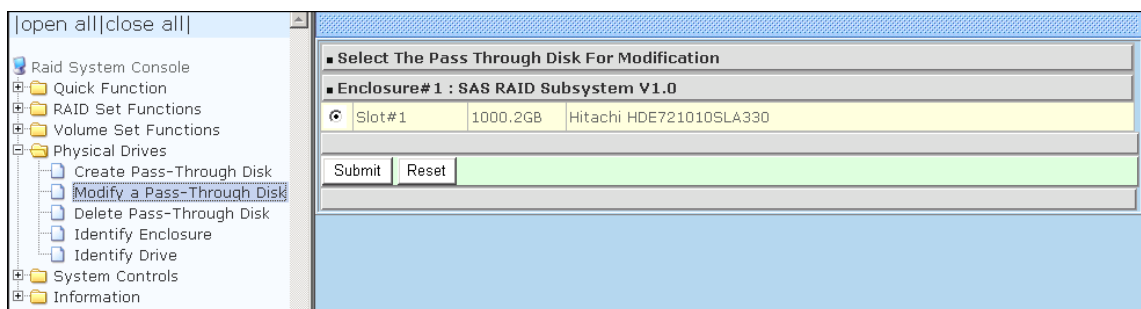 |open all|close all|
Raid System Console
Quick Function
RAID Set Functions
Volume Set Functions
Physical Drives
Create Pass-Through Disk
Modify a Pass-Through Disk
Delete Pass-Through Disk
Identify Enclosure
Identify Drive
System Controls
Information
Select The Pass Through Disk For Modification
Enclosure#1 : SAS RAID Subsystem V1.0
Slot#1 1000.2GB Hitachi HDE721010SLA330
Submit Reset